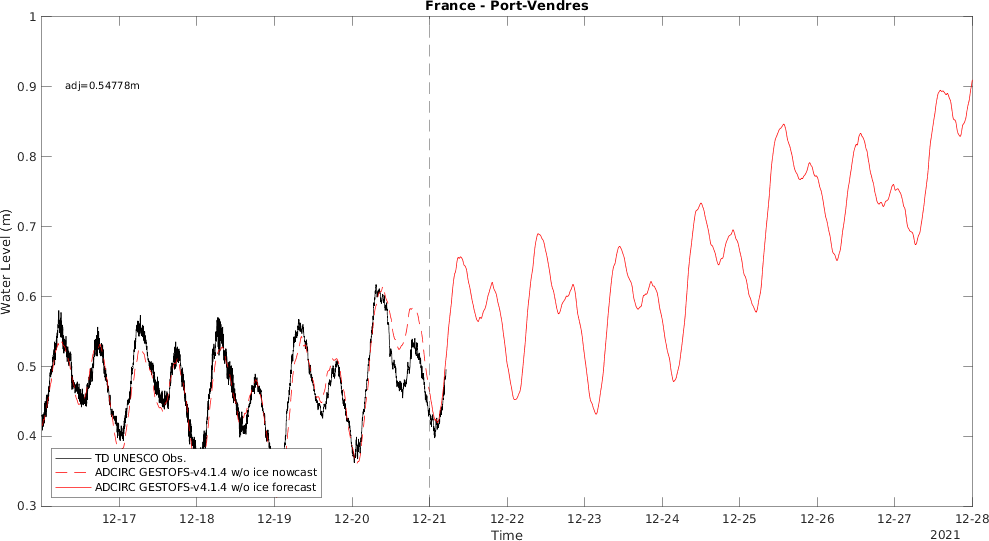 France - Port-Vendres
1
adj=0.54778m
0.9
0.8
0.7
0.6
0.5
0.4
0.3
Water Level (m)
TD UNESCO Obs.
ADCIRC GESTOFS-v4.1.4 w/o ice nowcast
ADCIRC GESTOFS-v4.1.4 w/o ice forecast
12-17 12-18 12-19 12-20 12-21 12-22 12-23 12-24 12-25 12-26 12-27 12-28
Time
2021